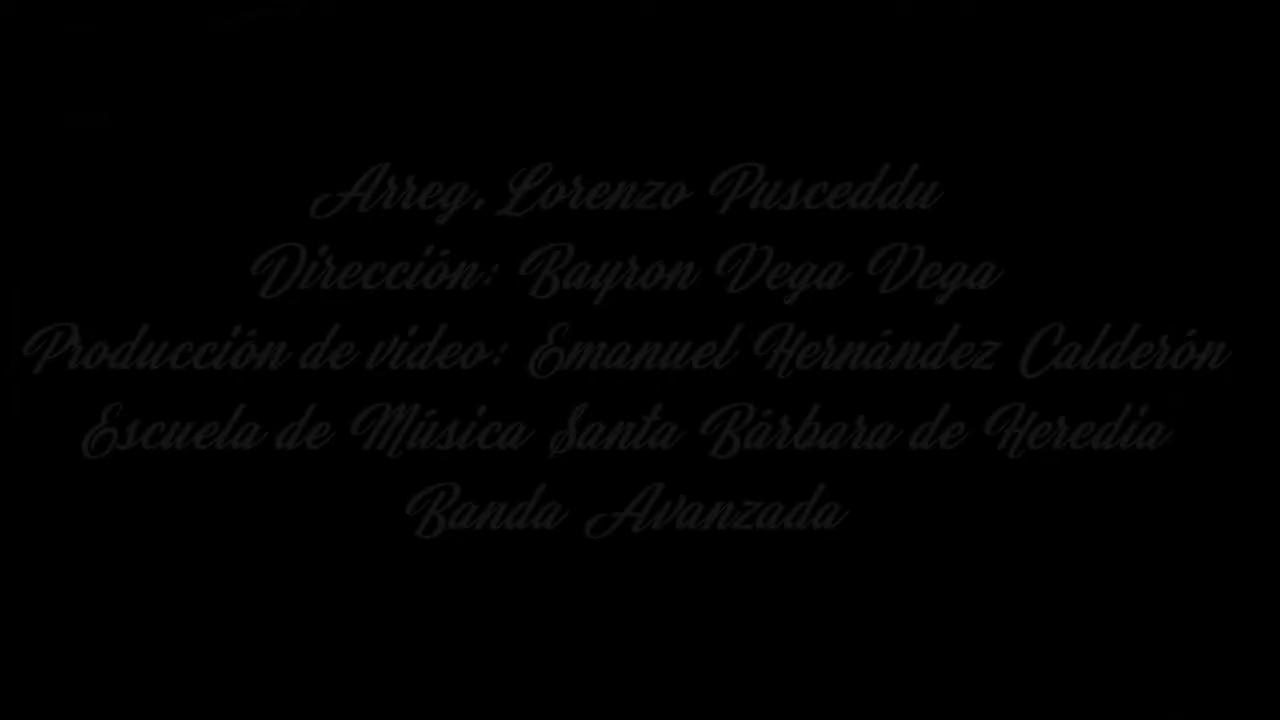 Arreg. Lorenzo Pusceddu
Dirección: Bayron Vega Vega
Producción de video: Emanuel Hernández Calderón
Escuela de Música Santa Bárbara de Heredia
Banda Avanzada